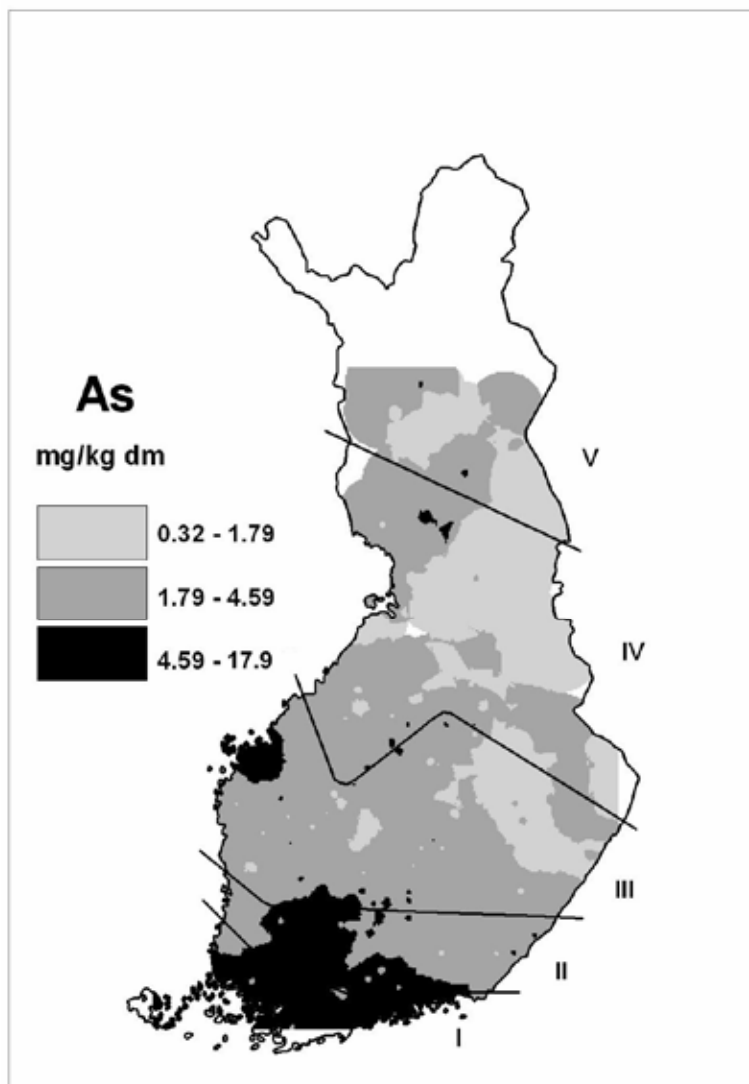 As
mg/kg dm
0.32 - 1.79
1.79 - 4.59
4.59 - 17.9
V
IV
III
II
I